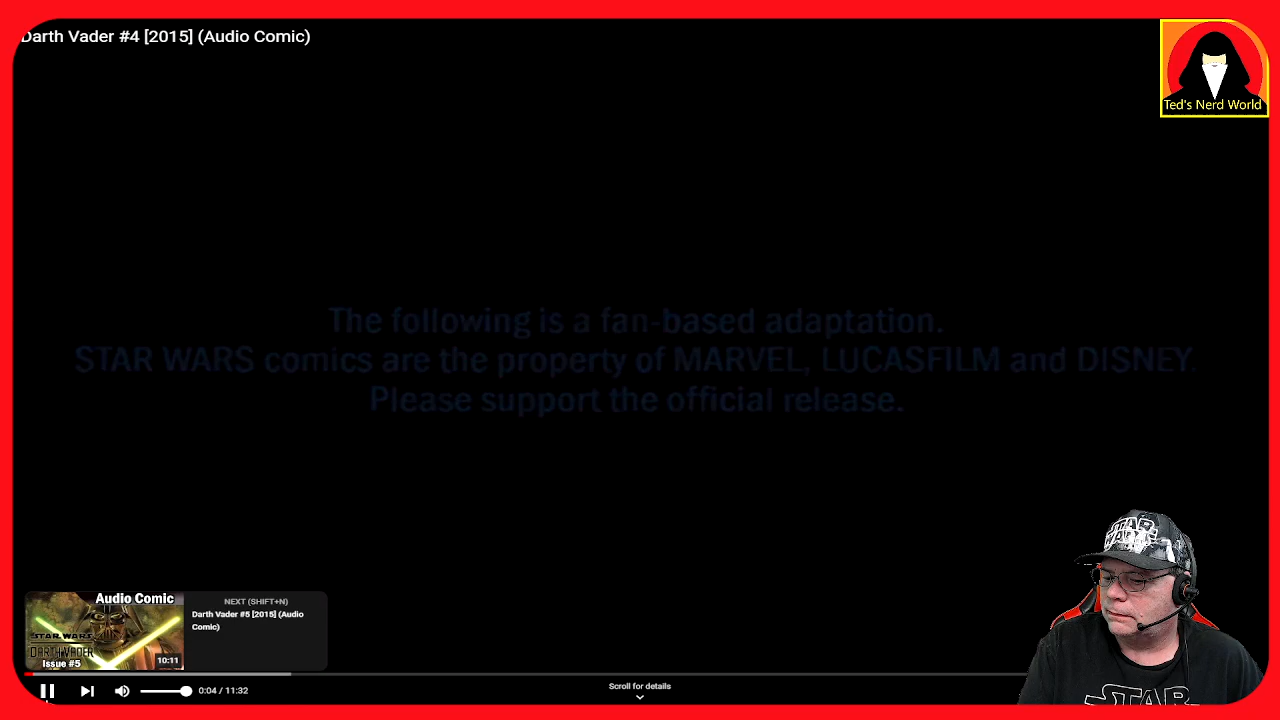 Darth Vader #4 [2015] (Audio Comic)
Ted's Nerd World
The following is a fan-based adaptation.
STAR WARS comics are the property of MARVEL, LUCASFILM and DISNEY.
Please support the official release.
Audio Comic
STAR WARS
DARTH VADER
Issue #5
10:11
NEXT (SHIFT+N)
Darth Vader #5 [2015] (Audio
Comic)
0:04 / 11:32
Scroll for details
STAR
WARS
STAR